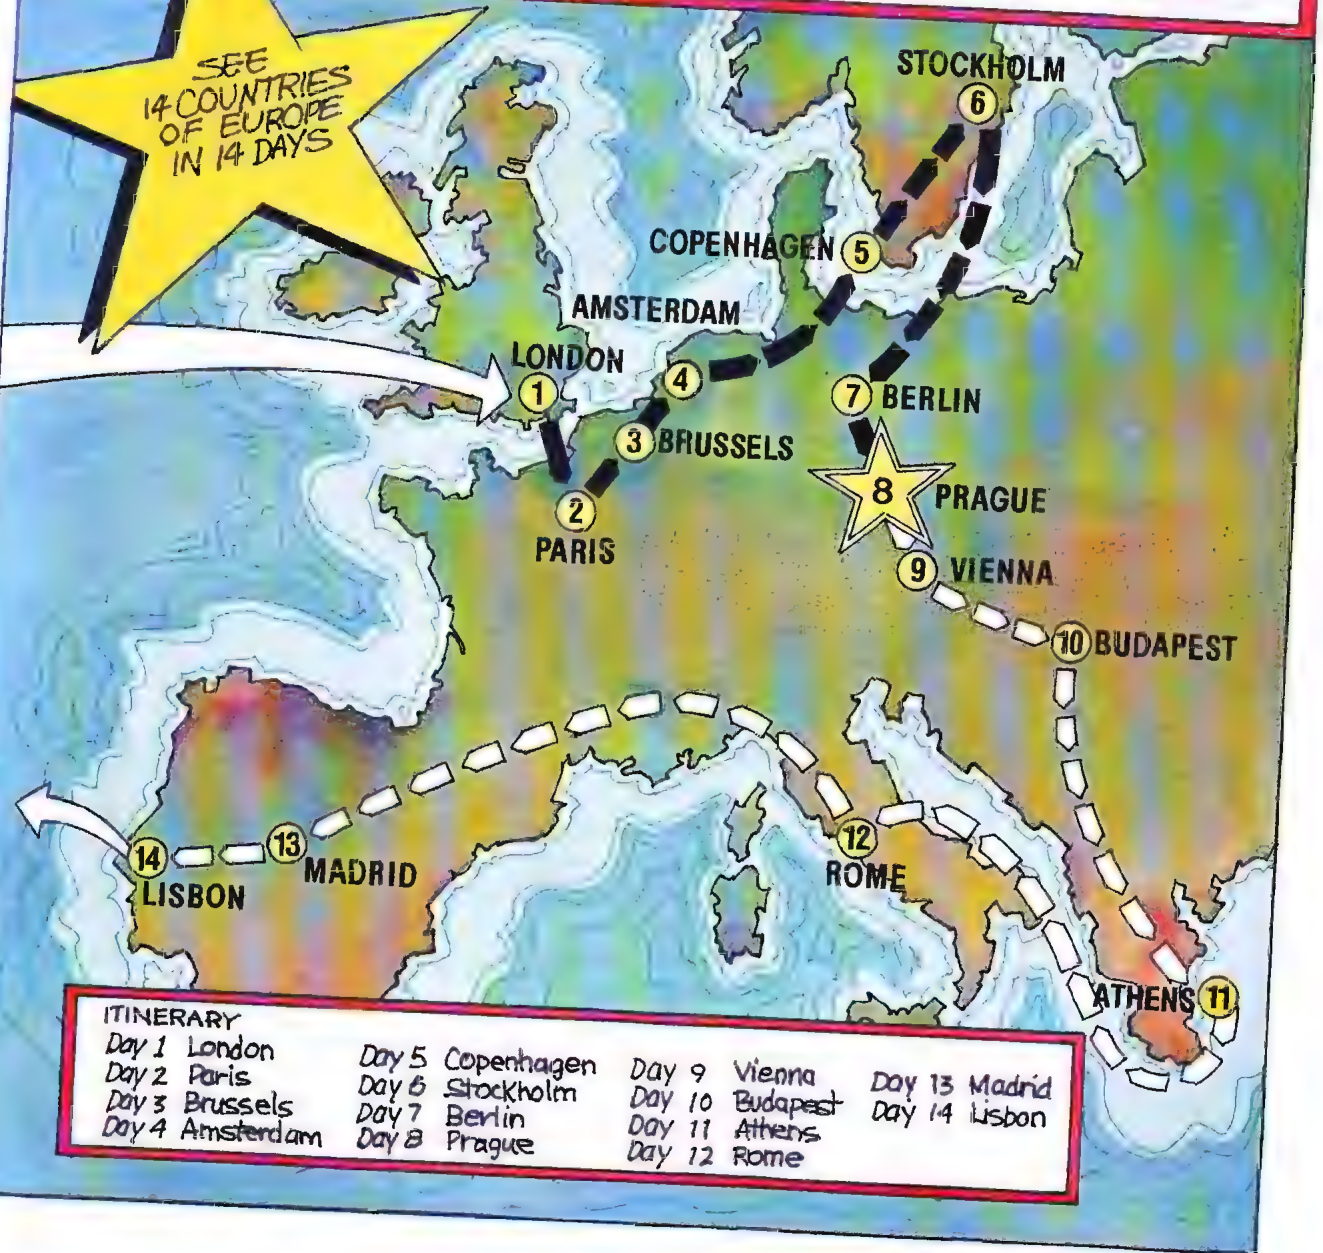 SEE
14 COUNTRIES
OF EUROPE
IN 14 DAYS
STOCKHOLM
6
COPENHAGEN 5
AMSTERDAM
4
LONDON
1
7 BERLIN
3 BRUSSELS
8 PRAGUE
2
PARIS
9 VIENNA
10 BUDAPEST
12
ROME
13
MADRID
14
LISBON
ATHENS 11
ITINERARY
Day 1 London
Day 2 Paris
Day 3 Brussels
Day 4 Amsterdam
Day 5 Copenhagen
Day 6 Stockholm
Day 7 Berlin
Day 8 Prague
Day 9 Vienna
Day 10 Budapest
Day 11 Athens
Day 12 Rome
Day 13 Madrid
Day 14 Lisbon